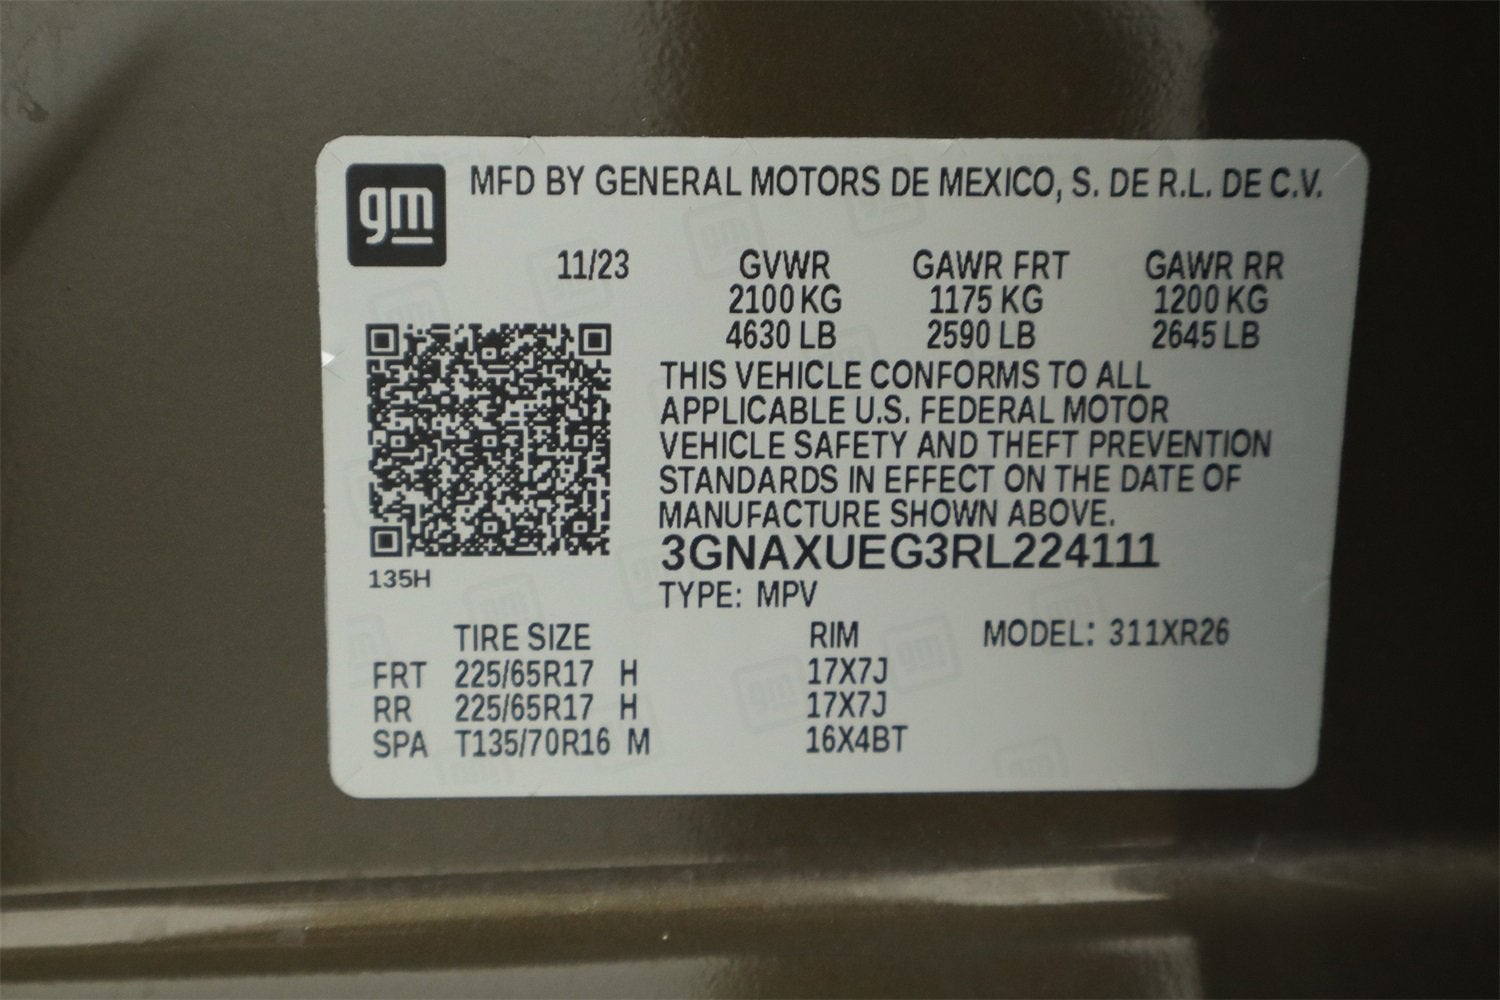 gm MFD BY GENERAL MOTORS DE MEXICO, S. DE R.L. DE C.V.
11/23 GVWR GAWR FRT GAWR RR
2100 KG 1175 KG 1200 KG
4630 LB 2590 LB 2645 LB
THIS VEHICLE CONFORMS TO ALL
APPLICABLE U.S. FEDERAL MOTOR
VEHICLE SAFETY AND THEFT PREVENTION
STANDARDS IN EFFECT ON THE DATE OF
MANUFACTURE SHOWN ABOVE.
3GNAXUEG3RL224111
135H
TYPE: MPV
TIRE SIZE RIM MODEL: 311XR26
FRT 225/65R17 H 17X7J
RR 225/65R17 H 17X7J
SPA T135/70R16 M 16X4BT